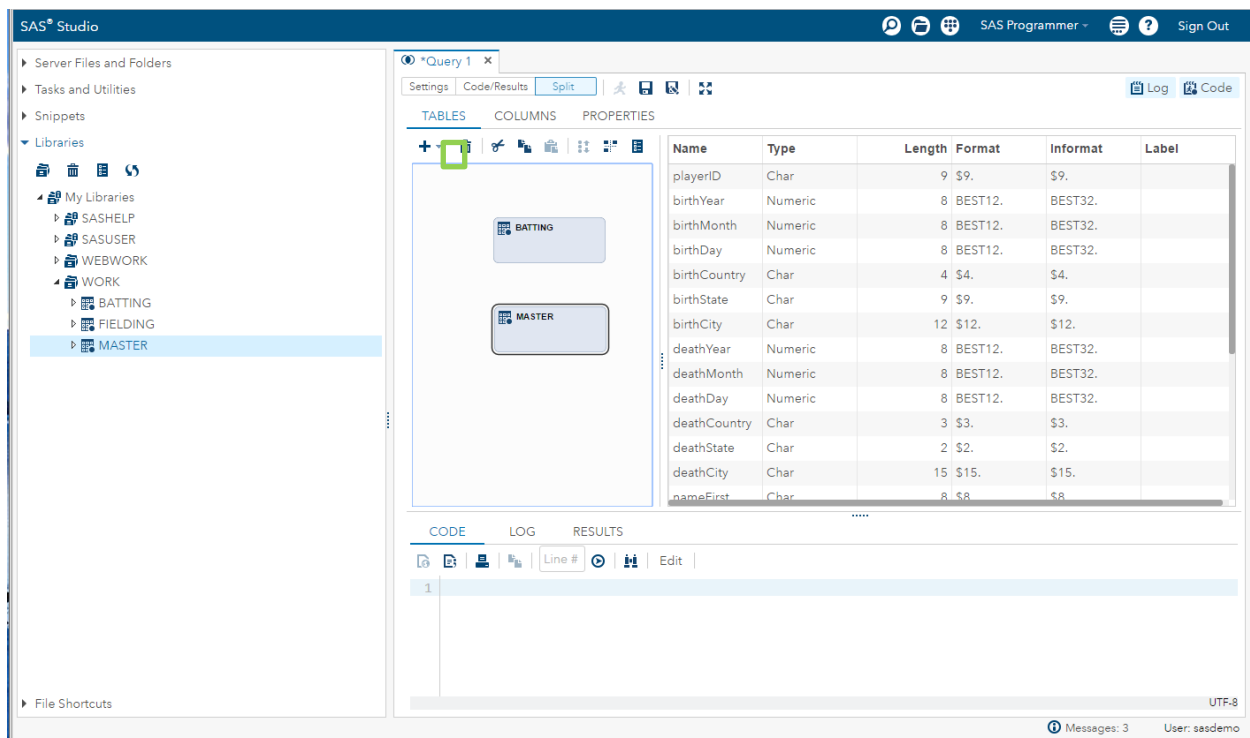 SAS® Studio
SAS Programmer
Sign Out
Server Files and Folders
Tasks and Utilities
Snippets
Libraries
My Libraries
SASHELP
SASUSER
WEBWORK
WORK
BATTING
FIELDING
MASTER
File Shortcuts
*Query 1
Settings Code/Results Split
Log Code
TABLES COLUMNS PROPERTIES
BATTING
MASTER
Name Type Length Format Informat Label
playerID Char 9 $9. $9.
birthYear Numeric 8 BEST12. BEST32.
birthMonth Numeric 8 BEST12. BEST32.
birthDay Numeric 8 BEST12. BEST32.
birthCountry Char 4 $4. $4.
birthState Char 9 $9. $9.
birthCity Char 12 $12. $12.
deathYear Numeric 8 BEST12. BEST32.
deathMonth Numeric 8 BEST12. BEST32.
deathDay Numeric 8 BEST12. BEST32.
deathCountry Char 3 $3. $3.
deathState Char 2 $2. $2.
deathCity Char 15 $15. $15.
nameFirst Char 8 $8 $8
CODE LOG RESULTS
Line # Edit
1
UTF-8
Messages: 3 User: sasdemo